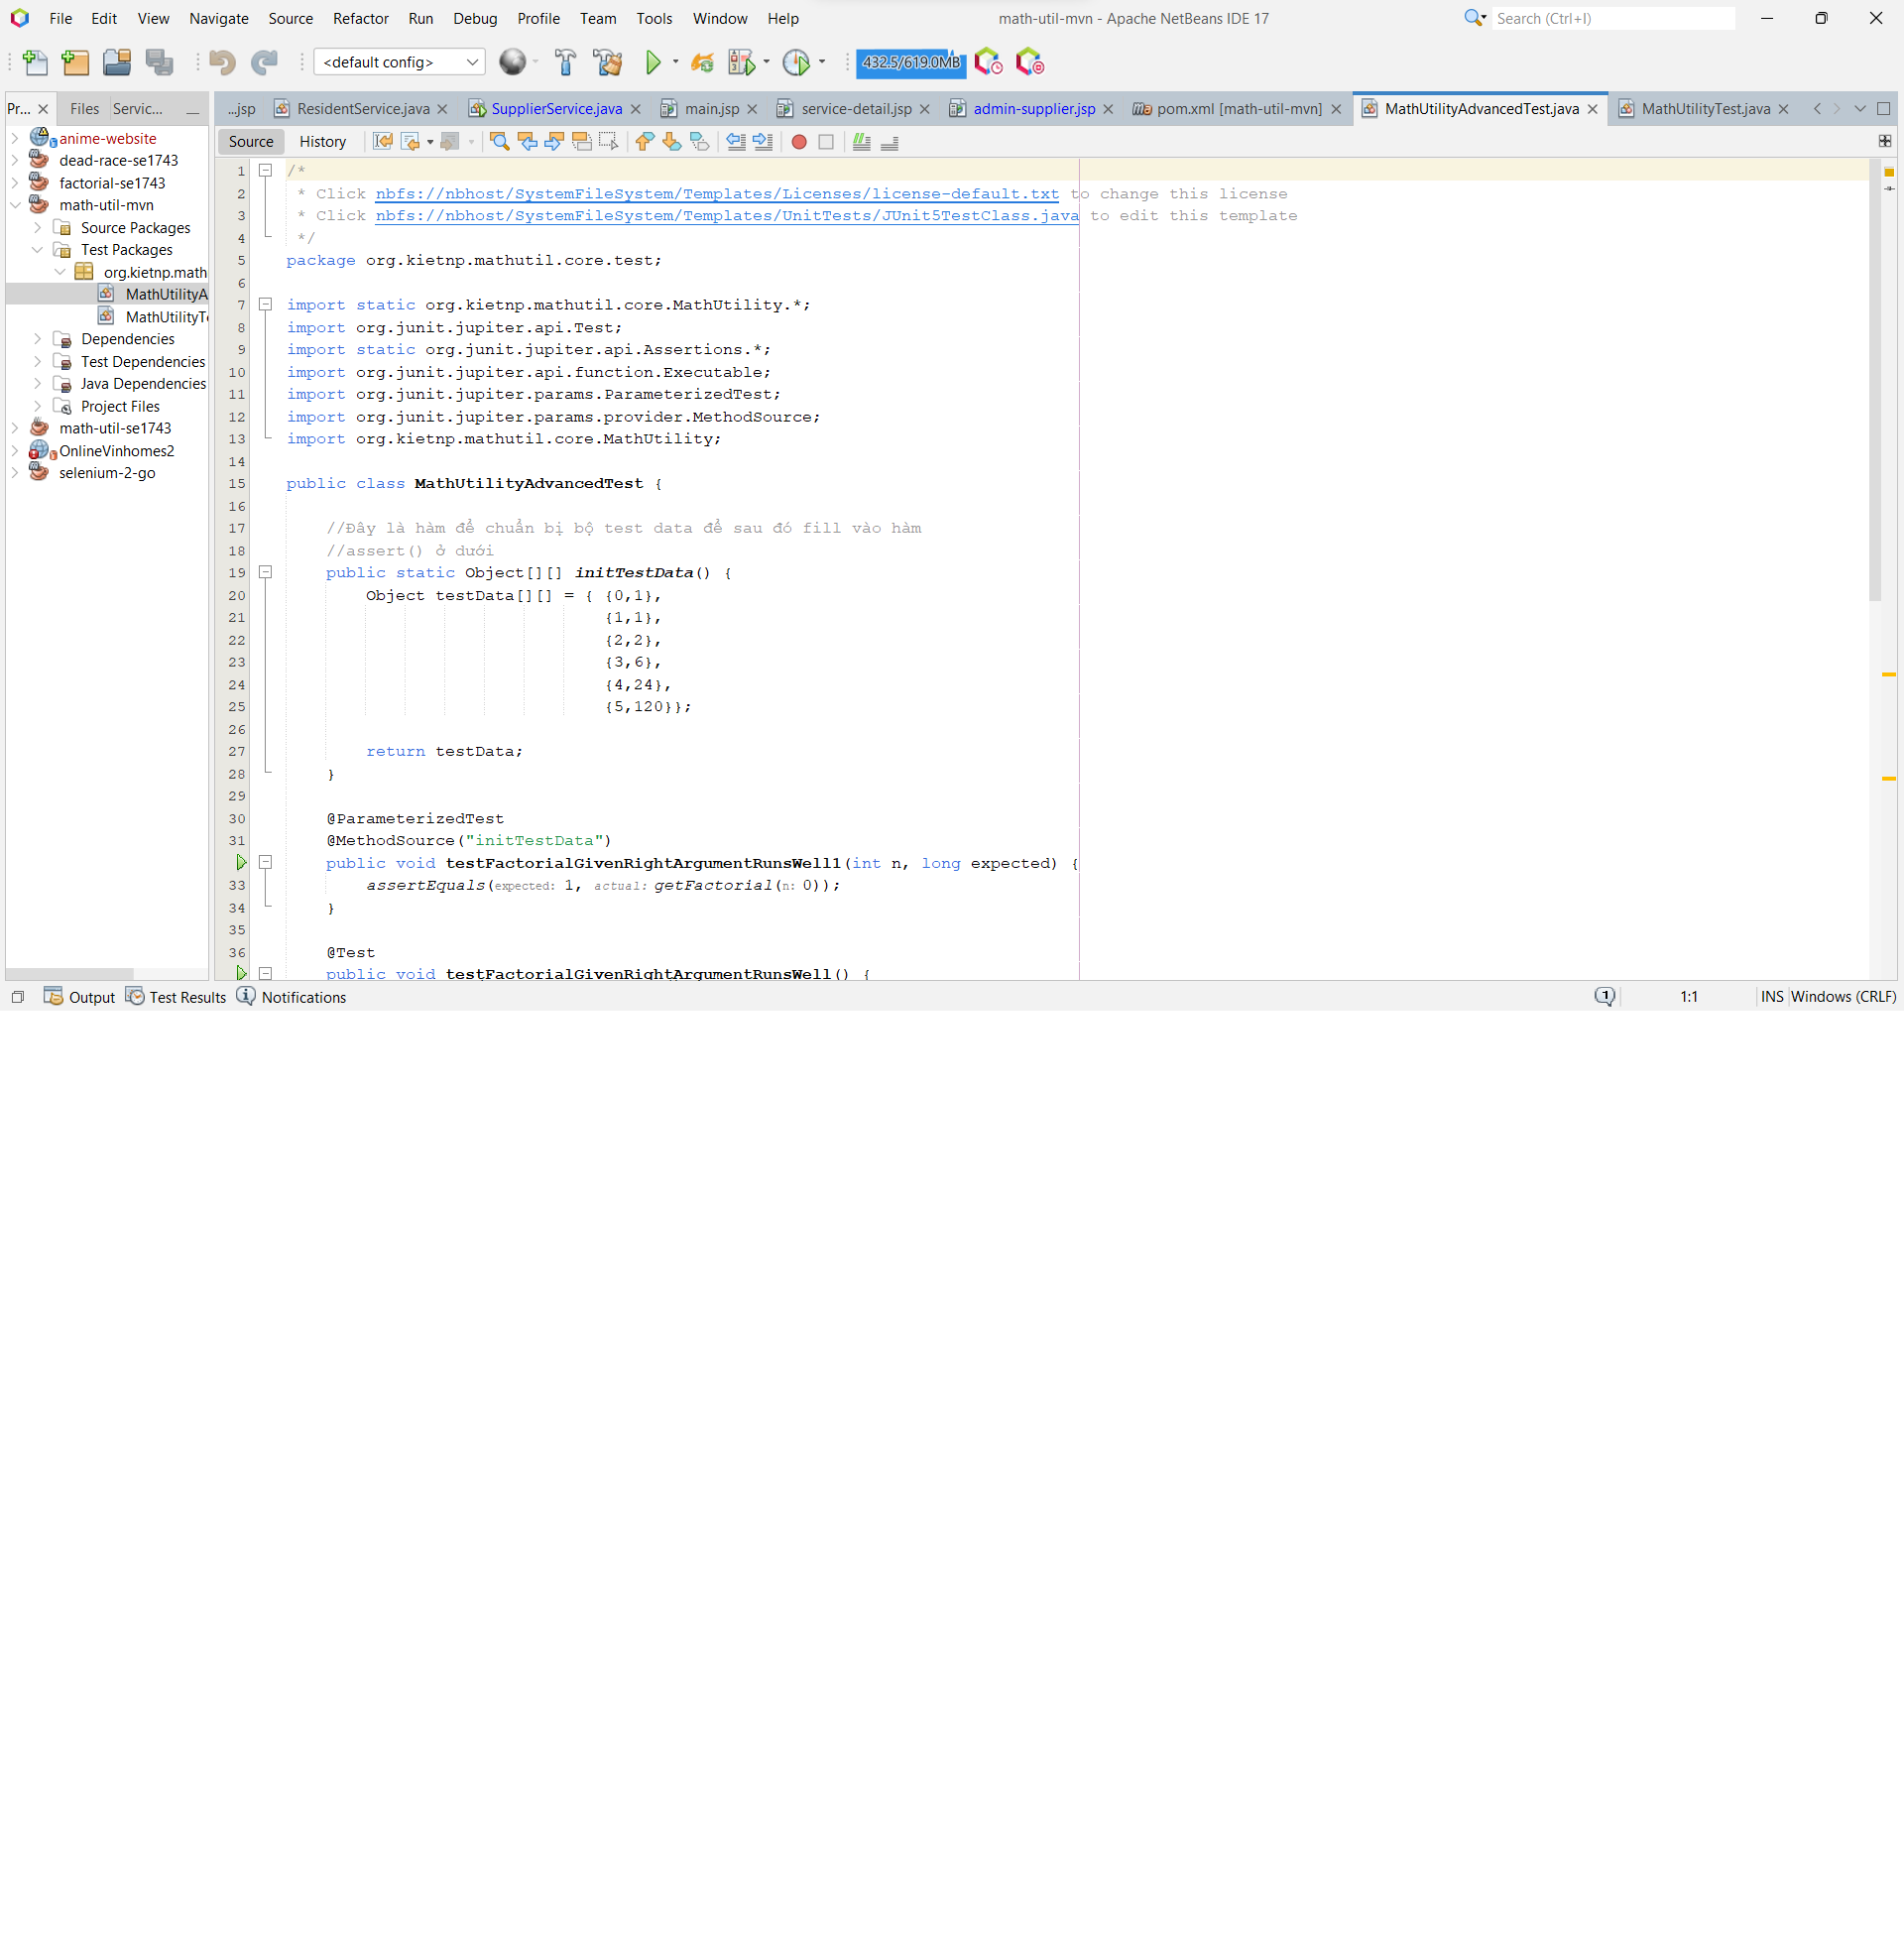 File Edit View Navigate Source Refactor Run Debug Profile Team Tools Window Help math-util-mvn - Apache NetBeans IDE 17 Search (Ctrl+I)
<default config> 432.5/619.0MB
Pr... Files Servic... ...jsp ResidentService.java SupplierService.java main.jsp service-detail.jsp admin-supplier.jsp pom.xml [math-util-mvn] MathUtilityAdvancedTest.java MathUtilityTest.java
Source History
anime-website
dead-race-se1743
factorial-se1743
math-util-mvn
Source Packages
Test Packages
org.kietnp.math
MathUtilityA
MathUtilityT
Dependencies
Test Dependencies
Java Dependencies
Project Files
math-util-se1743
OnlineVinhomes2
selenium-2-go
1 /*
2 * Click nbfs://nbhost/SystemFileSystem/Templates/Licenses/license-default.txt to change this license
3 * Click nbfs://nbhost/SystemFileSystem/Templates/UnitTests/JUnit5TestClass.java to edit this template
4 */
5 package org.kietnp.mathutil.core.test;
6
7 import static org.kietnp.mathutil.core.MathUtility.*;
8 import org.junit.jupiter.api.Test;
9 import static org.junit.jupiter.api.Assertions.*;
10 import org.junit.jupiter.api.function.Executable;
11 import org.junit.jupiter.params.ParameterizedTest;
12 import org.junit.jupiter.params.provider.MethodSource;
13 import org.kietnp.mathutil.core.MathUtility;
14
15 public class MathUtilityAdvancedTest {
16
17 //Đây là hàm để chuẩn bị bộ test data để sau đó fill vào hàm
18 //assert() ở dưới
19 public static Object[][] initTestData() {
20 Object testData[][] = { {0,1},
21 {1,1},
22 {2,2},
23 {3,6},
24 {4,24},
25 {5,120}};
26
27 return testData;
28 }
29
30 @ParameterizedTest
31 @MethodSource("initTestData")
public void testFactorialGivenRightArgumentRunsWell1(int n, long expected) {
33 assertEquals(expected: 1, actual: getFactorial(n: 0));
34 }
35
36 @Test
public void testFactorialGivenRightArgumentRunsWell() {
Output Test Results Notifications 1 1:1 INS Windows (CRLF)